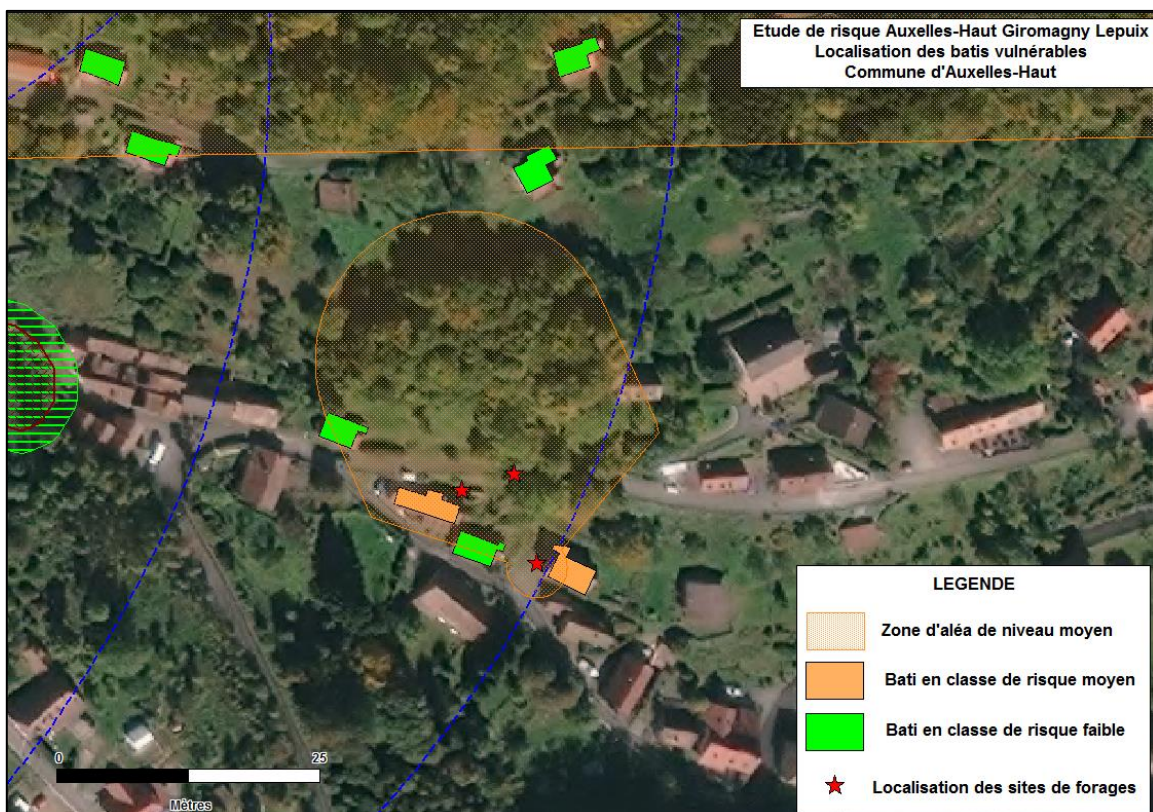 Etude de risque Auxelles-Haut Giromagny Lepuix
Localisation des batis vulnérables
Commune d'Auxelles-Haut
LEGENDE
Zone d'aléa de niveau moyen
Bati en classe de risque moyen
Bati en classe de risque faible
Localisation des sites de forages
0 25
Mètres